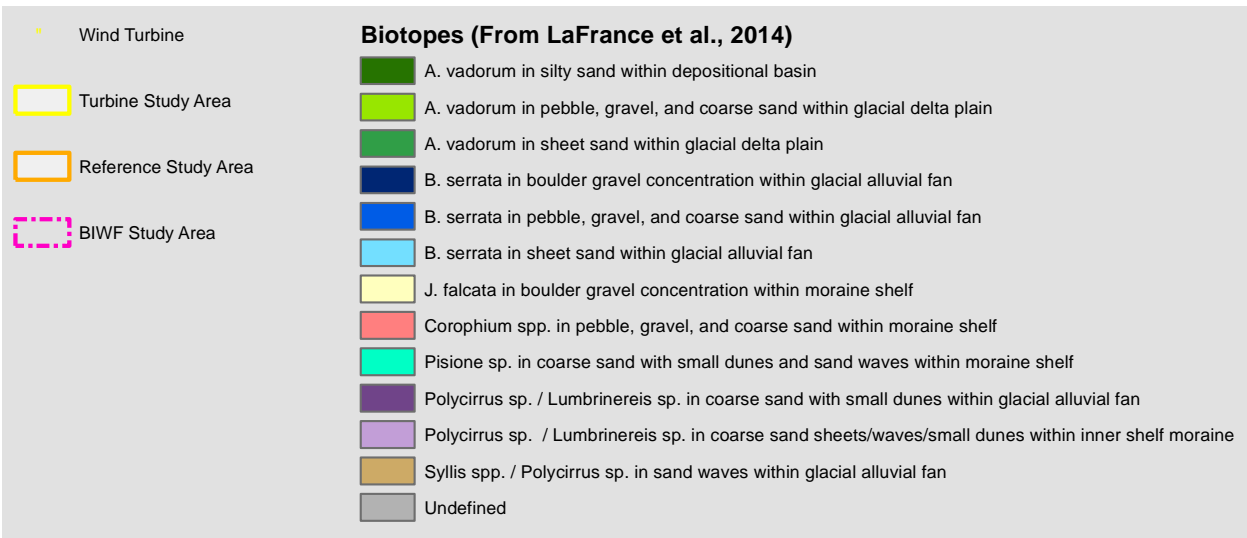 Wind Turbine
Turbine Study Area
Reference Study Area
BIWF Study Area
Biotopes (From LaFrance et al., 2014)
A. vadorum in silty sand within depositional basin
A. vadorum in pebble, gravel, and coarse sand within glacial delta plain
A. vadorum in sheet sand within glacial delta plain
B. serrata in boulder gravel concentration within glacial alluvial fan
B. serrata in pebble, gravel, and coarse sand within glacial alluvial fan
B. serrata in sheet sand within glacial alluvial fan
J. falcata in boulder gravel concentration within moraine shelf
Corophium spp. in pebble, gravel, and coarse sand within moraine shelf
Pisione sp. in coarse sand with small dunes and sand waves within moraine shelf
Polycirrus sp. / Lumbrinereis sp. in coarse sand with small dunes within glacial alluvial fan
Polycirrus sp.  / Lumbrinereis sp. in coarse sand sheets/waves/small dunes within inner shelf moraine
Syllis spp. / Polycirrus sp. in sand waves within glacial alluvial fan
Undefined